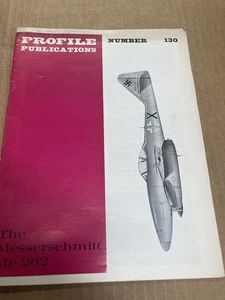 PROFILE
PUBLICATIONS
NUMBER 130
X
The
Messerschmitt
Me 262